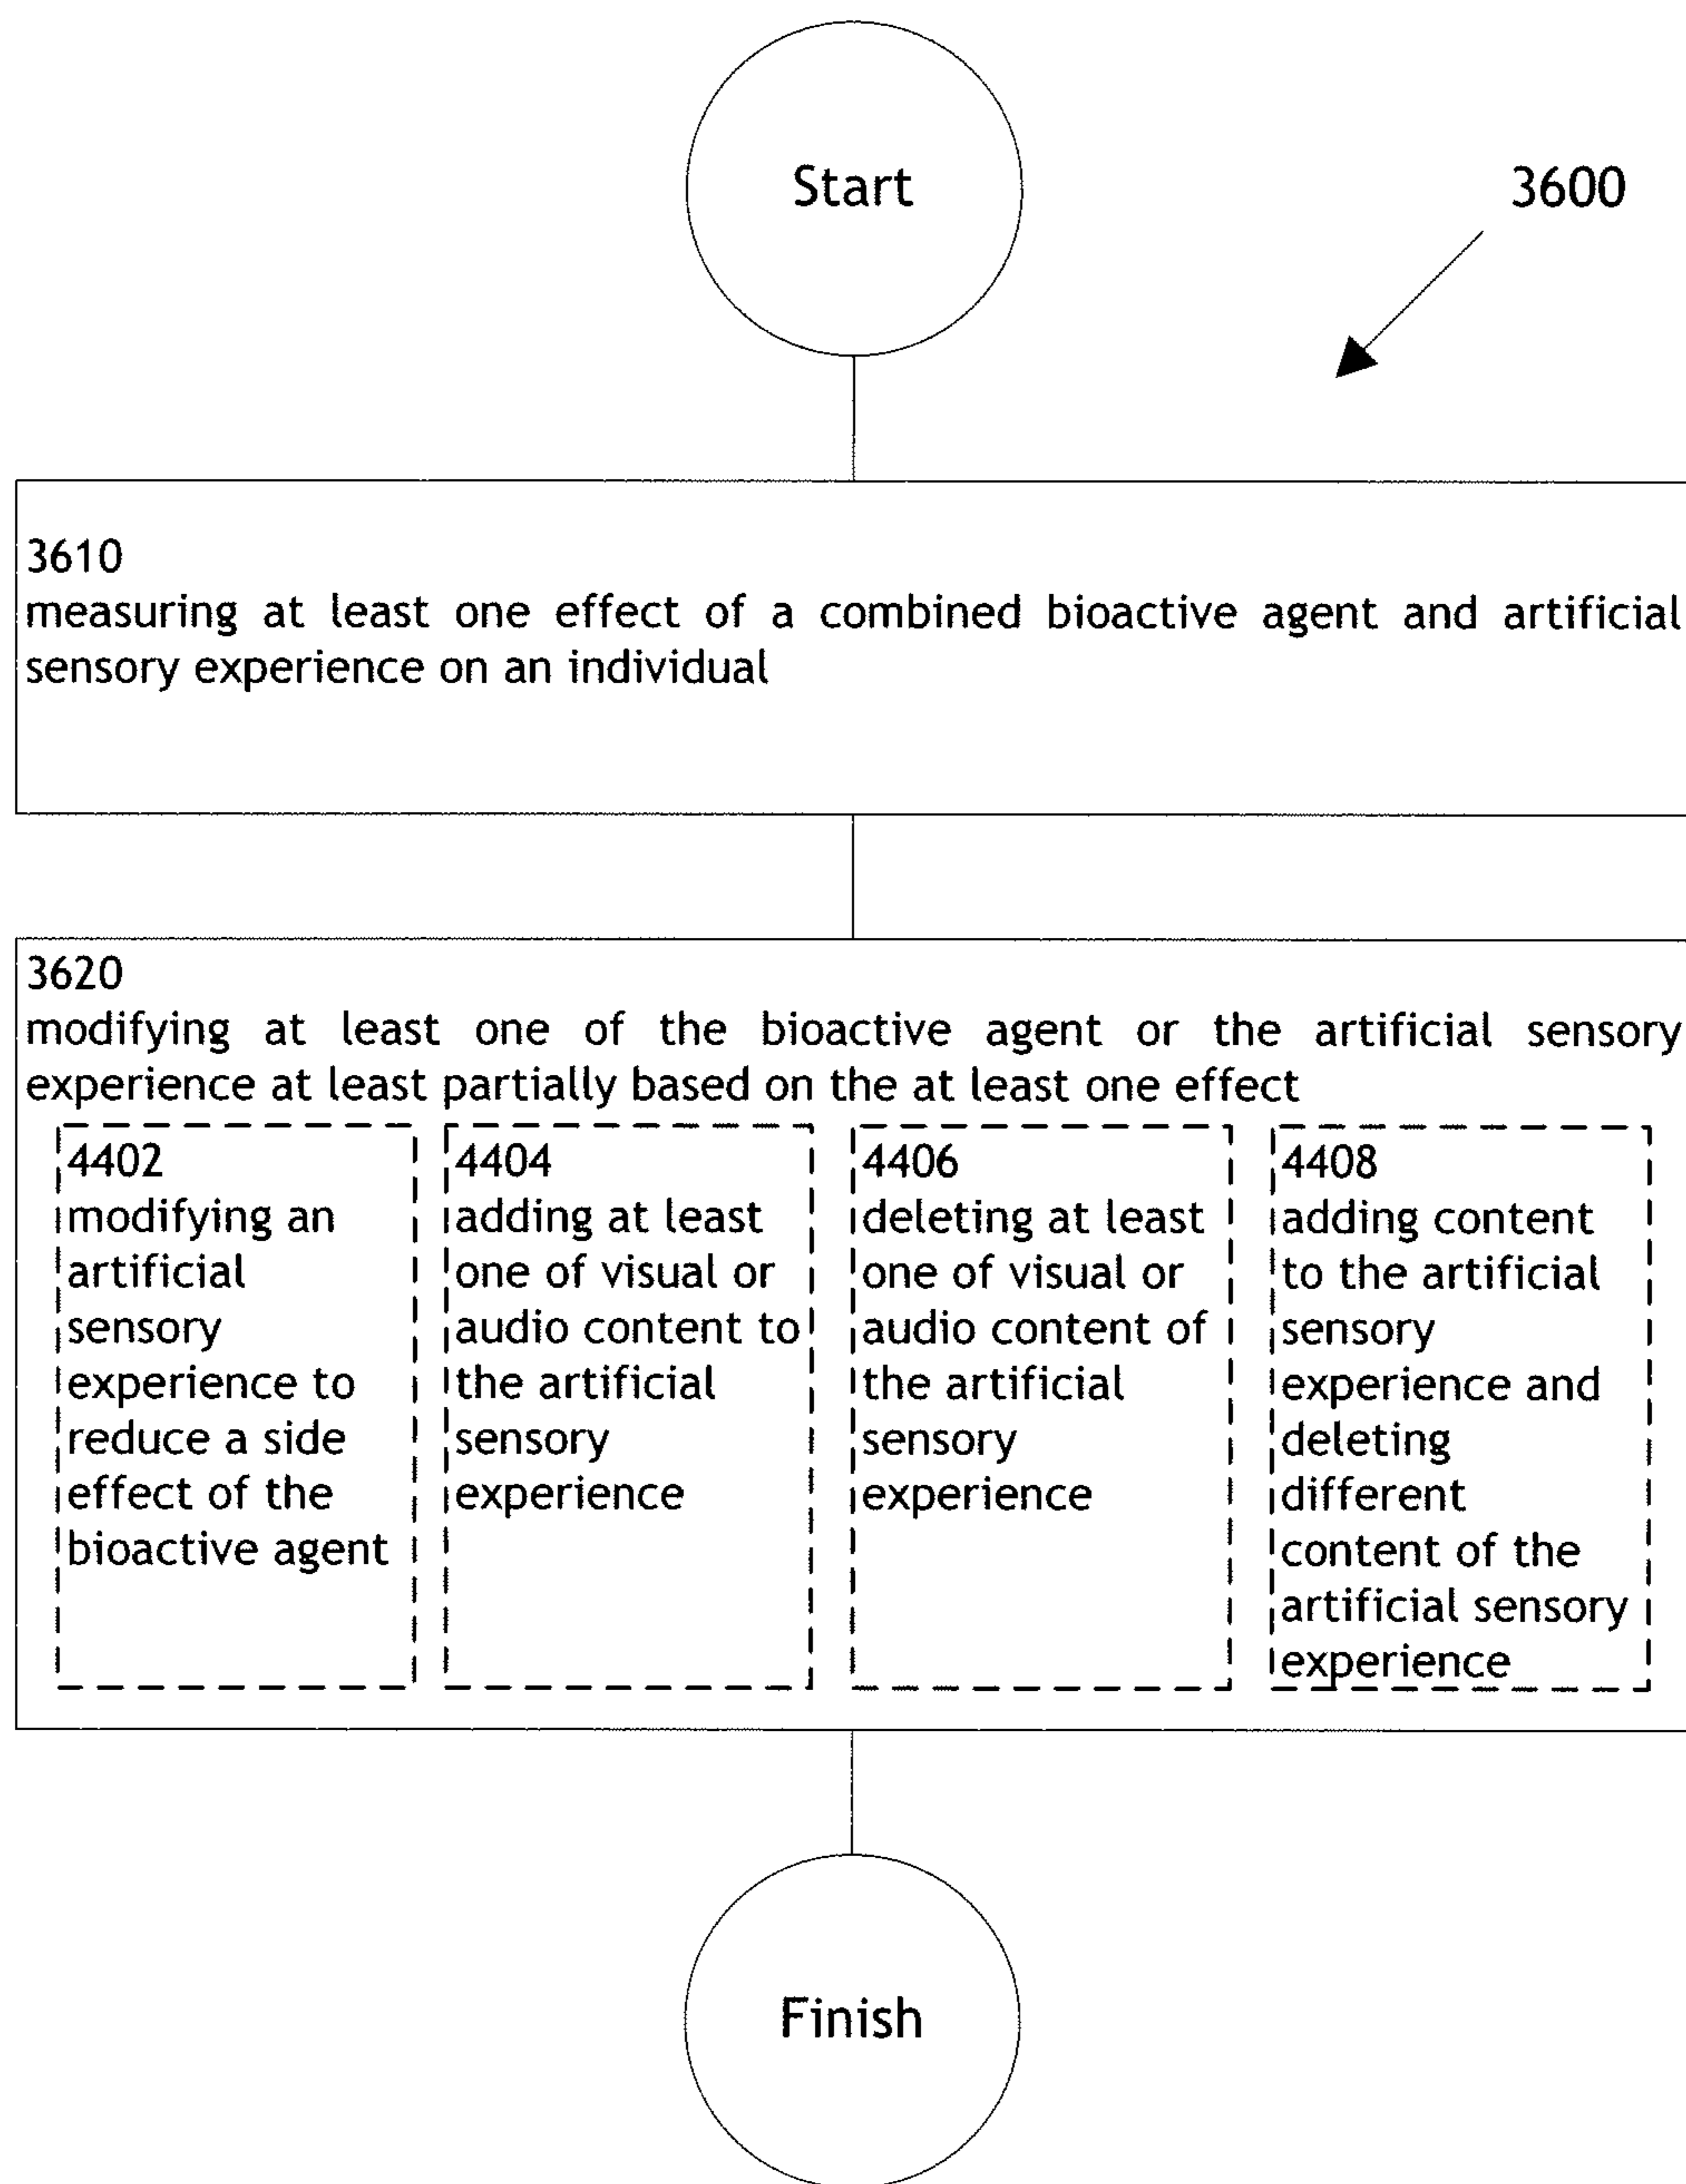 Start
3600
3610
measuring at least one effect of a combined bioactive agent and artificial
sensory experience on an individual
3620
modifying at least one of the bioactive agent or the artificial sensory
experience at least partially based on the at least one effect
4402
modifying an
artificial
sensory
experience to
reduce a side
effect of the
bioactive agent
4404
adding at least
one of visual or
audio content to
the artificial
sensory
experience
4406
deleting at least
one of visual or
audio content of
the artificial
sensory
experience
4408
adding content
to the artificial
sensory
experience and
deleting
different
content of the
artificial sensory
experience
Finish